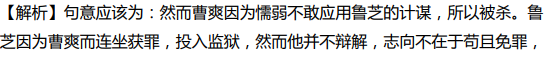 【解析】句意应该为：然而曹爽因为懦弱不敢应用鲁芝的计谋，所以被杀。鲁
芝因为曹爽而连坐获罪，投入监狱，然而他并不辩解，志向不在于苟且免罪，